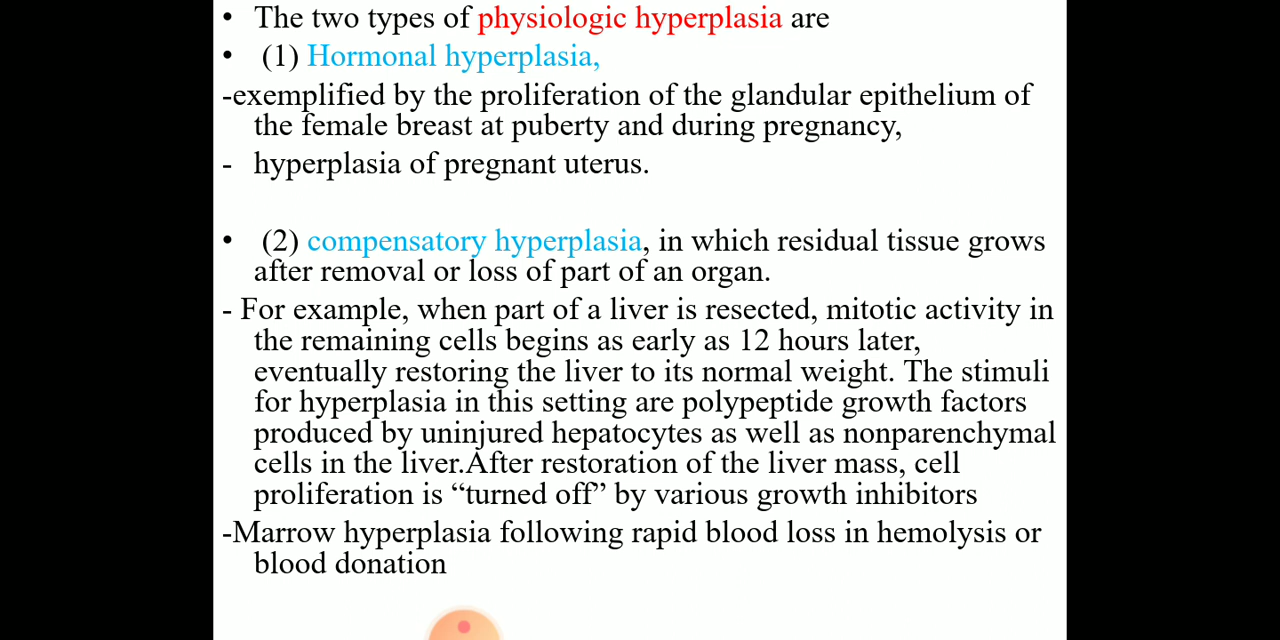 • The two types of physiologic hyperplasia are
• (1) Hormonal hyperplasia,
-exemplified by the proliferation of the glandular epithelium of
the female breast at puberty and during pregnancy,
- hyperplasia of pregnant uterus.
• (2) compensatory hyperplasia, in which residual tissue grows
after removal or loss of part of an organ.
- For example, when part of a liver is resected, mitotic activity in
the remaining cells begins as early as 12 hours later,
eventually restoring the liver to its normal weight. The stimuli
for hyperplasia in this setting are polypeptide growth factors
produced by uninjured hepatocytes as well as nonparenchymal
cells in the liver.After restoration of the liver mass, cell
proliferation is “turned off” by various growth inhibitors
-Marrow hyperplasia following rapid blood loss in hemolysis or
blood donation